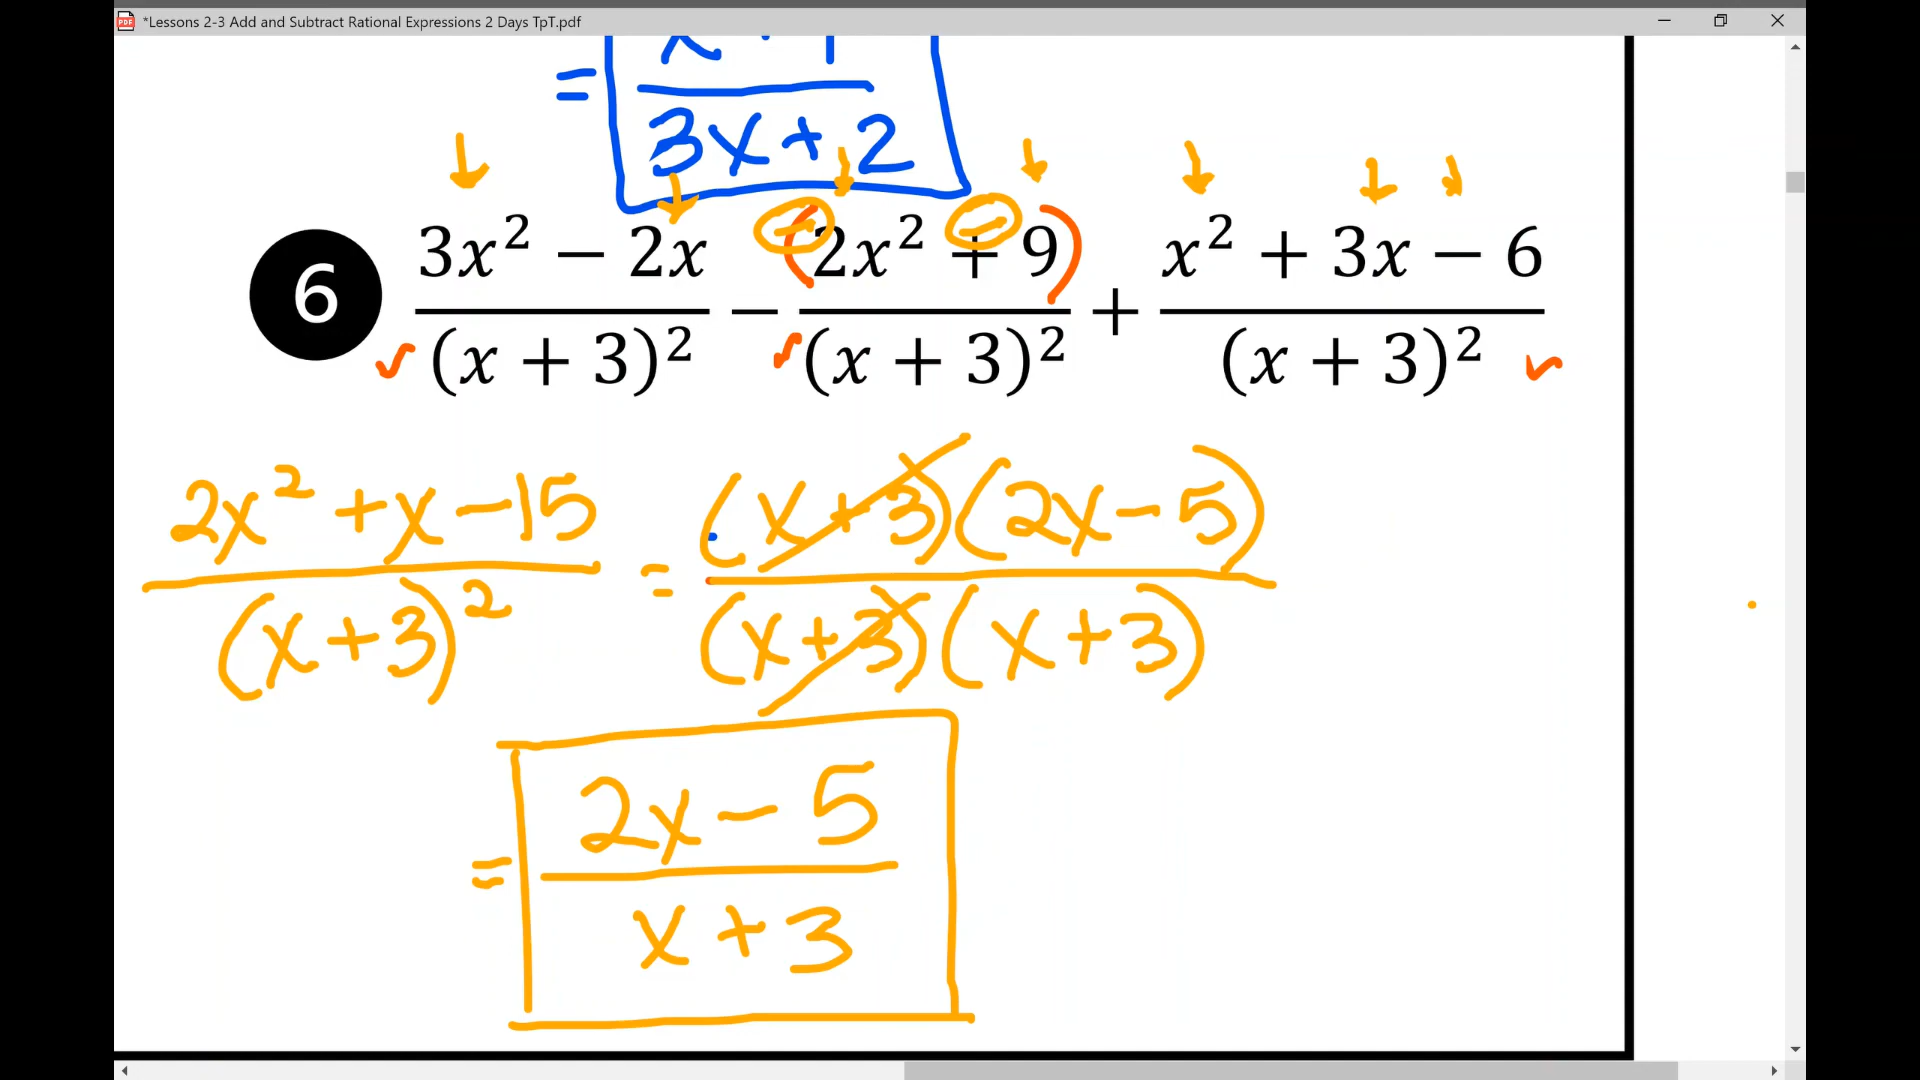 *Lessons 2-3 Add and Subtract Rational Expressions 2 Days TpT.pdf
=
3x + 2
6 (3x² − 2x)/(x + 3)² − (2x² + 9)/(x + 3)² + (x² + 3x − 6)/(x + 3)²
(2x² + x − 15)/(x + 3)² = (x + 3)(2x − 5)/(x + 3)(x + 3)
= (2x − 5)/(x + 3)